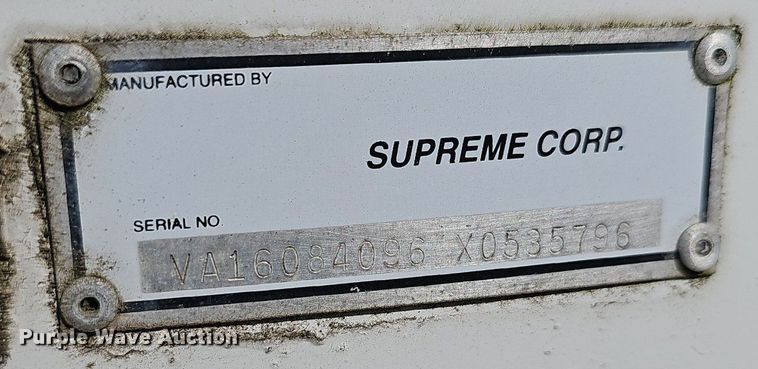 MANUFACTURED BY
SUPREME CORP.
SERIAL NO.
VA16084096 X0535796
Purple Wave Auction